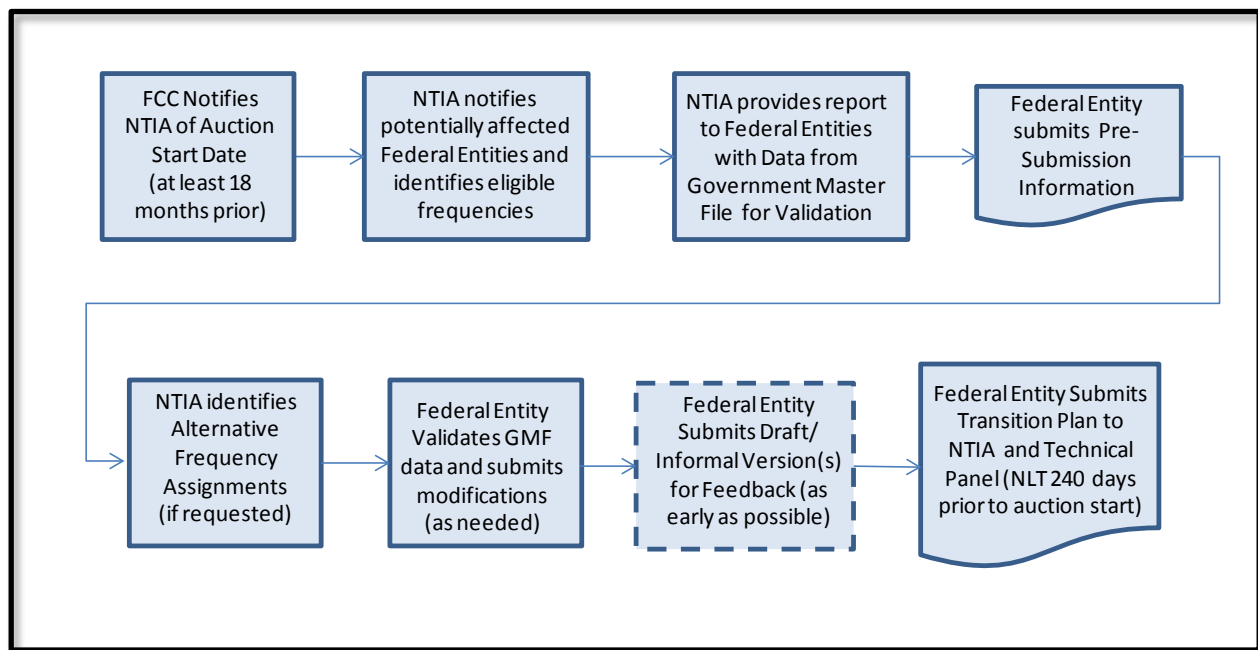 FCC Notifies
NTIA of Auction
Start Date
(at least 18
months prior)
NTIA notifies
potentially affected
Federal Entities and
identifies eligible
frequencies
NTIA provides report
to Federal Entities
with Data from
Government Master
File for Validation
Federal Entity
submits Pre-
Submission
Information
NTIA identifies
Alternative
Frequency
Assignments
(if requested)
Federal Entity
Validates GMF
data and submits
modifications
(as needed)
Federal Entity
Submits Draft/
Informal Version(s)
for Feedback (as
early as possible)
Federal Entity Submits
Transition Plan to
NTIA and Technical
Panel (NLT 240 days
prior to auction start)